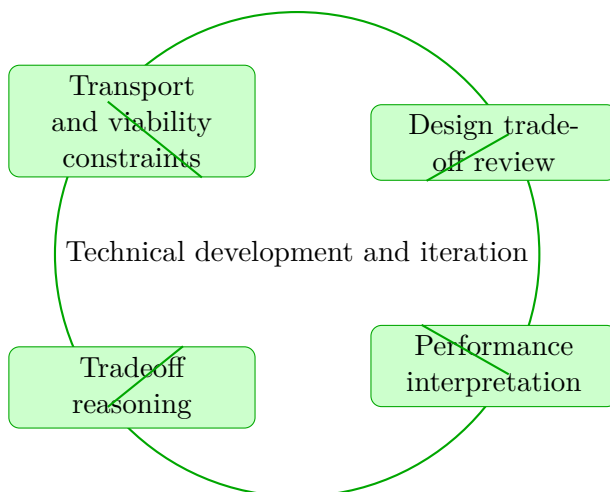 Transport
and viability
constraints
Design trade-
off review
Technical development and iteration
Tradeoff
reasoning
Performance
interpretation